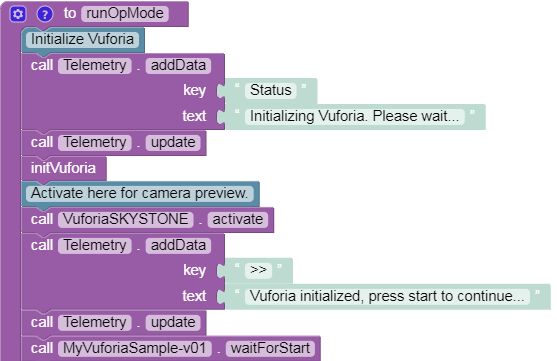 ? to runOpMode
Initialize Vuforia
call Telemetry . addData
key “ Status ”
text “ Initializing Vuforia. Please wait... ”
call Telemetry . update
initVuforia
Activate here for camera preview.
call VuforiaSKYSTONE . activate
call Telemetry . addData
key “ >> ”
text “ Vuforia initialized, press start to continue... ”
call Telemetry . update
call MyVuforiaSample-v01 . waitForStart